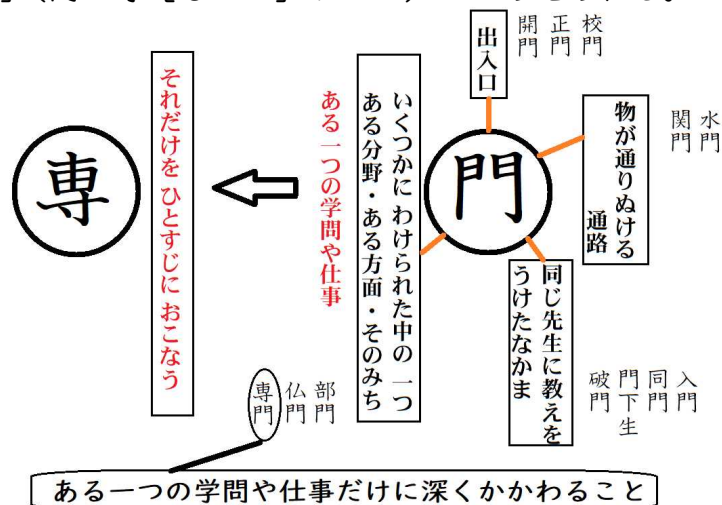 校門
正門
開門
出入口
水門
関門
物が通りぬける
通路
門
いくつかに わけられた中の 一つ
ある分野・ある方面・そのみち
ある 一つの学問や仕事
それだけを ひとすじに おこなう
専
同じ先生に教えを
うけたなかま
入門
同門
門下生
破門
部門
仏門
専門
ある一つの学問や仕事だけに深くかかわること